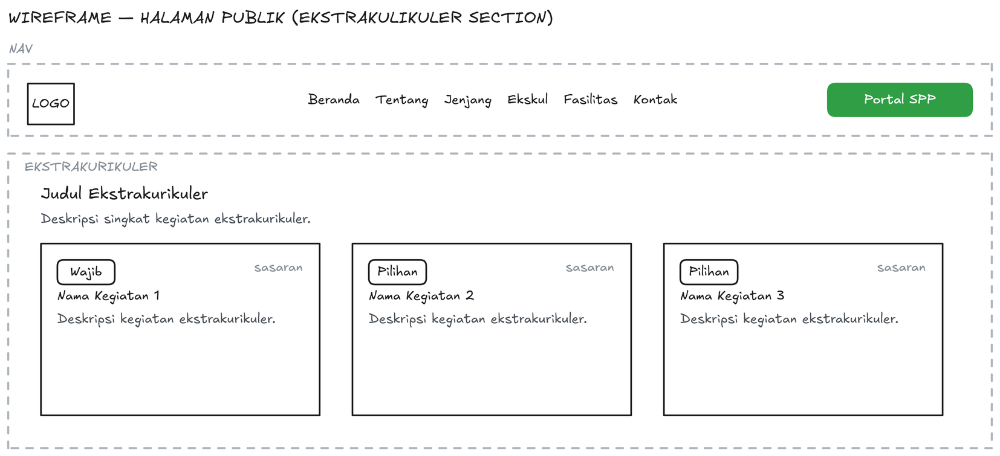 WIREFRAME — HALAMAN PUBLIK (EKSTRAKULIKULER SECTION)
NAV
LOGO
Beranda Tentang Jenjang Ekskul Fasilitas Kontak
Portal SPP
EKSTRAKURIKULER
Judul Ekstrakurikuler
Deskripsi singkat kegiatan ekstrakurikuler.
Wajib
sasaran
Nama Kegiatan 1
Deskripsi kegiatan ekstrakurikuler.
Pilihan
sasaran
Nama Kegiatan 2
Deskripsi kegiatan ekstrakurikuler.
Pilihan
sasaran
Nama Kegiatan 3
Deskripsi kegiatan ekstrakurikuler.